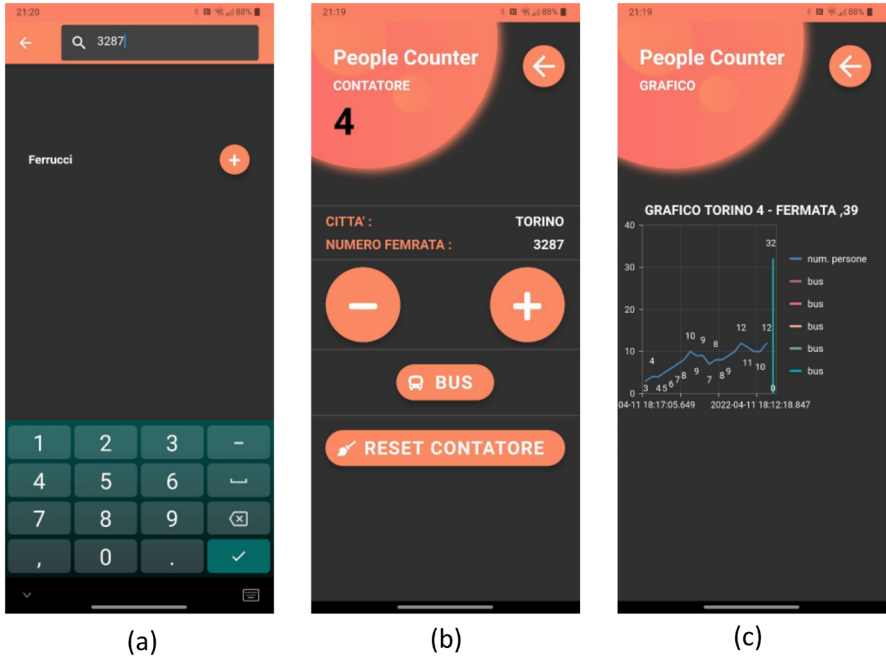 21:20
88%
3287
Ferrucci
1 2 3 –
4 5 6
7 8 9
, 0 .
(a)
21:19
88%
People Counter
CONTATORE
4
CITTA' : TORINO
NUMERO FEMRATA : 3287
BUS
RESET CONTATORE
(b)
21:19
88%
People Counter
GRAFICO
GRAFICO TORINO 4 - FERMATA ,39
40
30
20
10
0
32
4
10
9
8
12
12
3
4
5
6
7
8
9
7
8
9
11
10
0
num. persone
bus
bus
bus
bus
bus
04-11 18:17:05.649 2022-04-11 18:12:18.847
(c)